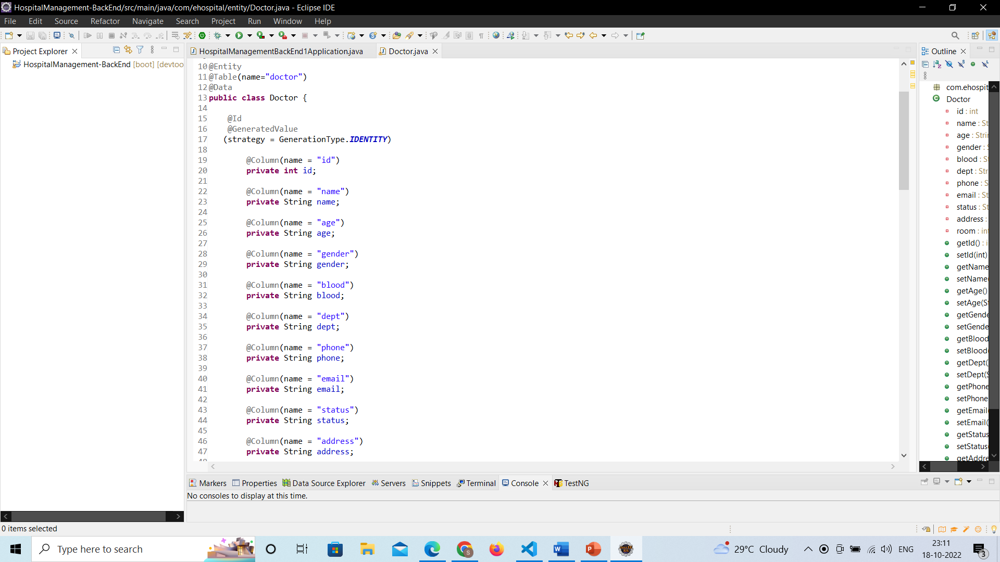 HospitalManagement-BackEnd/src/main/java/com/ehospital/entity/Doctor.java - Eclipse IDE
File Edit Source Refactor Navigate Search Project Run Window Help
Project Explorer
HospitalManagement-BackEnd [boot] [devtoo
HospitalManagementBackEnd1Application.java Doctor.java
10 @Entity
11 @Table(name="doctor")
12 @Data
13 public class Doctor {
14
15 @Id
16 @GeneratedValue
17 (strategy = GenerationType.IDENTITY)
18
19 @Column(name = "id")
20 private int id;
21
22 @Column(name = "name")
23 private String name;
24
25 @Column(name = "age")
26 private String age;
27
28 @Column(name = "gender")
29 private String gender;
30
31 @Column(name = "blood")
32 private String blood;
33
34 @Column(name = "dept")
35 private String dept;
36
37 @Column(name = "phone")
38 private String phone;
39
40 @Column(name = "email")
41 private String email;
42
43 @Column(name = "status")
44 private String status;
45
46 @Column(name = "address")
47 private String address;
Outline
com.ehospit
Doctor
id : int
name : St
age : Strin
gender : S
blood : St
dept : Str
phone : S
email : St
status : St
address :
room : int
getId() : i
setId(int)
getName
setName(
getAge()
setAge(St
getGende
setGende
getBlood
setBlood(
getDept(
setDept(S
getPhone
setPhone
getEmail(
setEmail(
getStatus
setStatus(
getAddre
Markers Properties Data Source Explorer Servers Snippets Terminal Console TestNG
No consoles to display at this time.
0 items selected
Type here to search
29°C Cloudy
ENG
23:11
18-10-2022
3